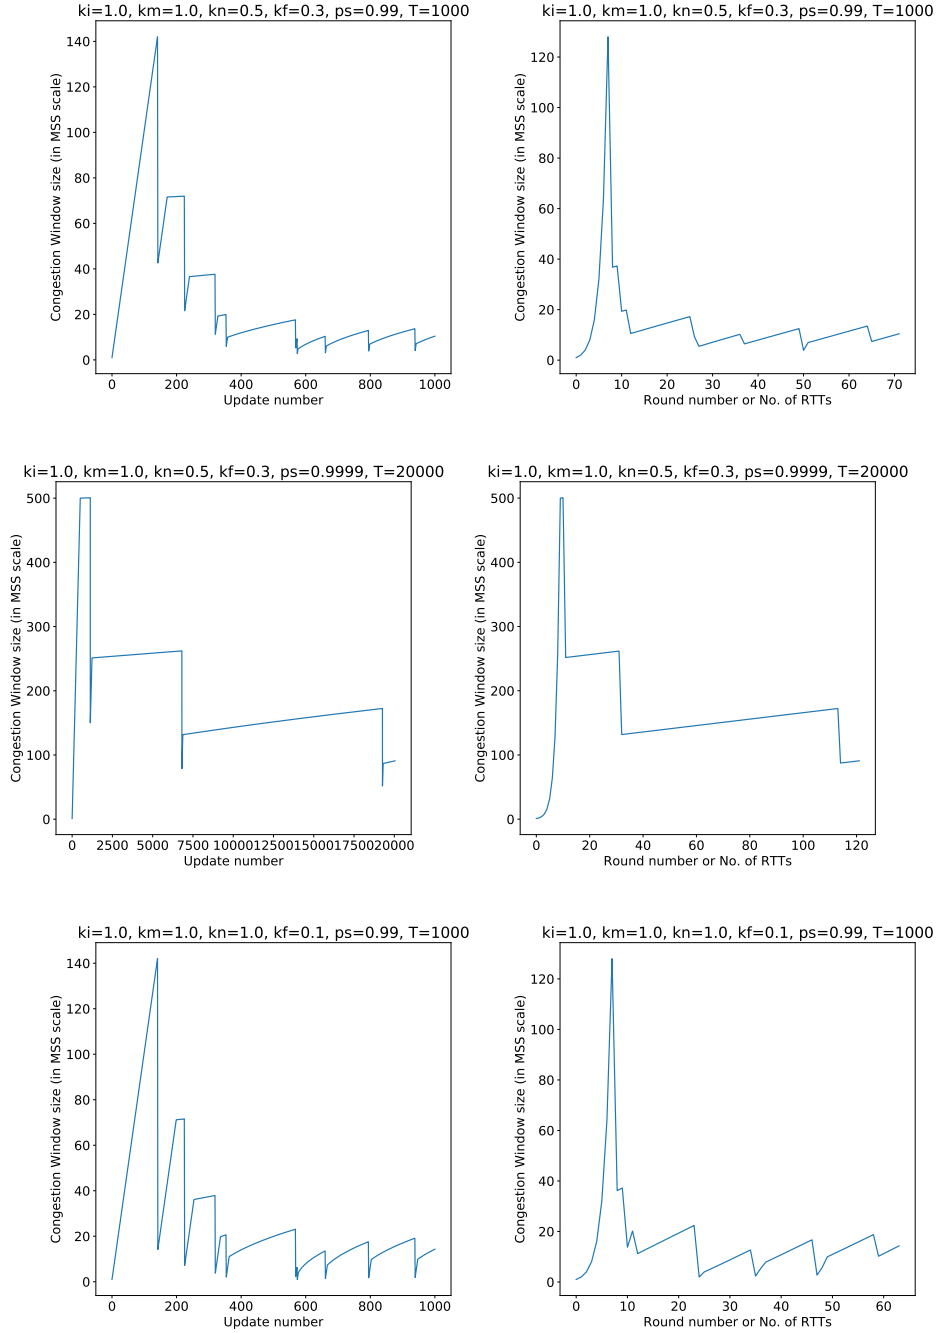 ki=1.0, km=1.0, kn=0.5, kf=0.3, ps=0.99, T=1000
Congestion Window size (in MSS scale)
140
120
100
80
60
40
20
0
0 200 400 600 800 1000
Update number
ki=1.0, km=1.0, kn=0.5, kf=0.3, ps=0.99, T=1000
Congestion Window size (in MSS scale)
120
100
80
60
40
20
0
0 10 20 30 40 50 60 70
Round number or No. of RTTs
ki=1.0, km=1.0, kn=0.5, kf=0.3, ps=0.9999, T=20000
Congestion Window size (in MSS scale)
500
400
300
200
100
0
0 2500 5000 7500 10000 12500 15000 17500 20000
Update number
ki=1.0, km=1.0, kn=0.5, kf=0.3, ps=0.9999, T=20000
Congestion Window size (in MSS scale)
500
400
300
200
100
0
0 20 40 60 80 100 120
Round number or No. of RTTs
ki=1.0, km=1.0, kn=1.0, kf=0.1, ps=0.99, T=1000
Congestion Window size (in MSS scale)
140
120
100
80
60
40
20
0
0 200 400 600 800 1000
Update number
ki=1.0, km=1.0, kn=1.0, kf=0.1, ps=0.99, T=1000
Congestion Window size (in MSS scale)
120
100
80
60
40
20
0
0 10 20 30 40 50 60
Round number or No. of RTTs